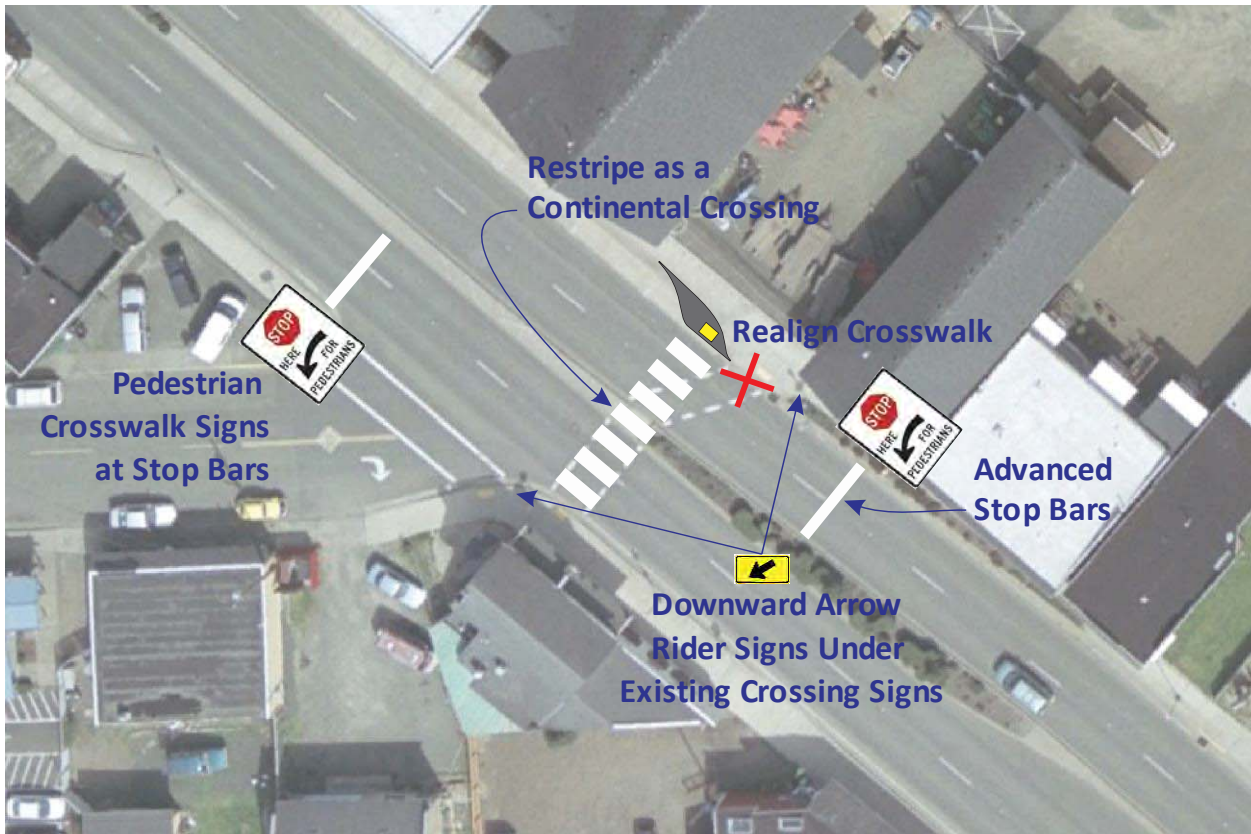 Restripe as a
Continental Crossing
STOP
HERE
FOR
PEDESTRIANS
Realign Crosswalk
Pedestrian
Crosswalk Signs
at Stop Bars
STOP
HERE
FOR
PEDESTRIANS
Advanced
Stop Bars
Downward Arrow
Rider Signs Under
Existing Crossing Signs